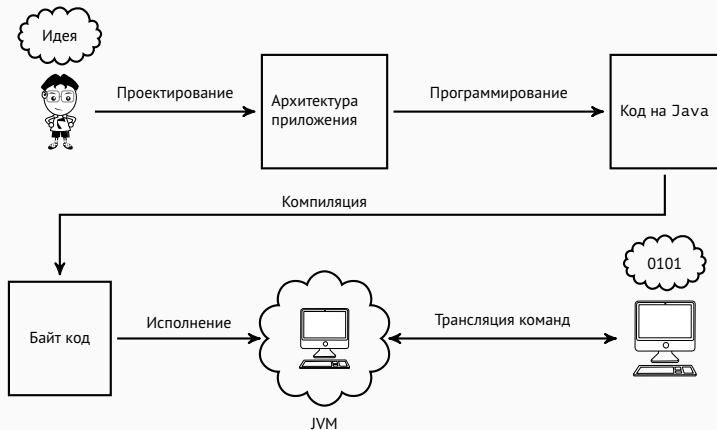 Идея
Проектирование
Архитектура
приложения
Программирование
Код на Java
Компиляция
0101
Байт код
Исполнение
Трансляция команд
JVM